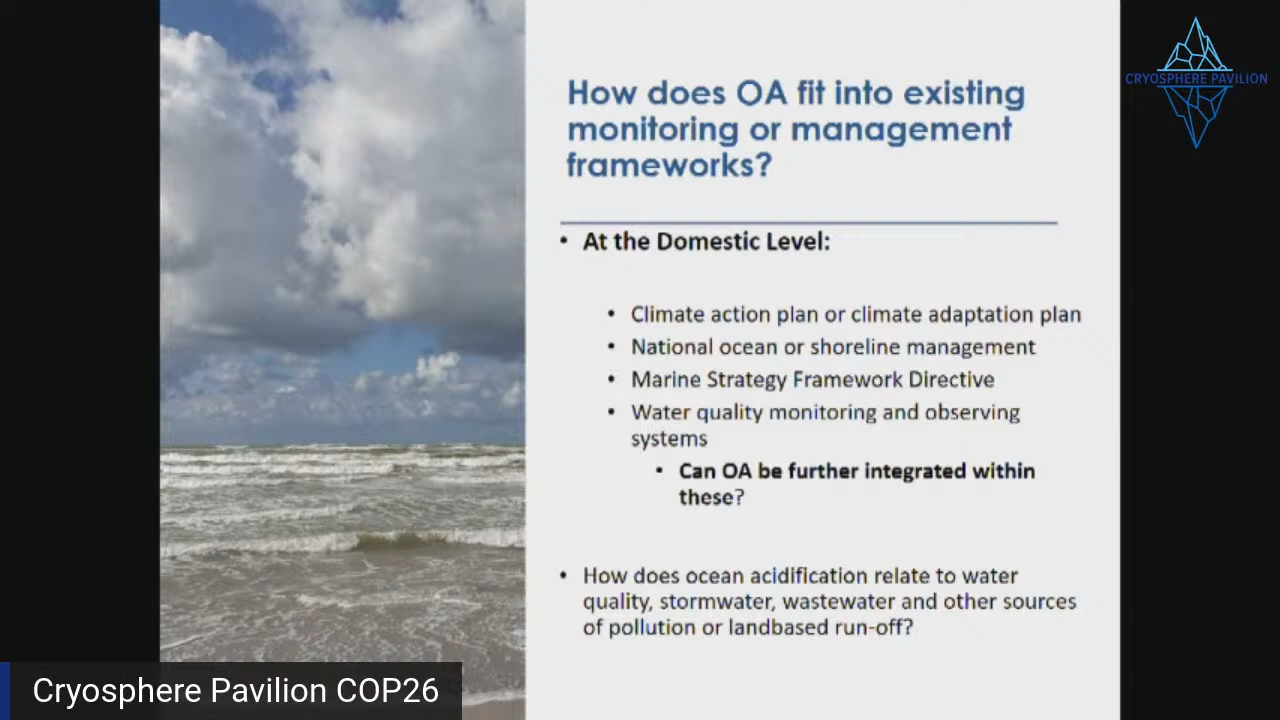 How does OA fit into existing
monitoring or management
frameworks?
• At the Domestic Level:
• Climate action plan or climate adaptation plan
• National ocean or shoreline management
• Marine Strategy Framework Directive
• Water quality monitoring and observing
systems
• Can OA be further integrated within
these?
• How does ocean acidification relate to water
quality, stormwater, wastewater and other sources
of pollution or landbased run-off?
CRYOSPHERE PAVILION
Cryosphere Pavilion COP26